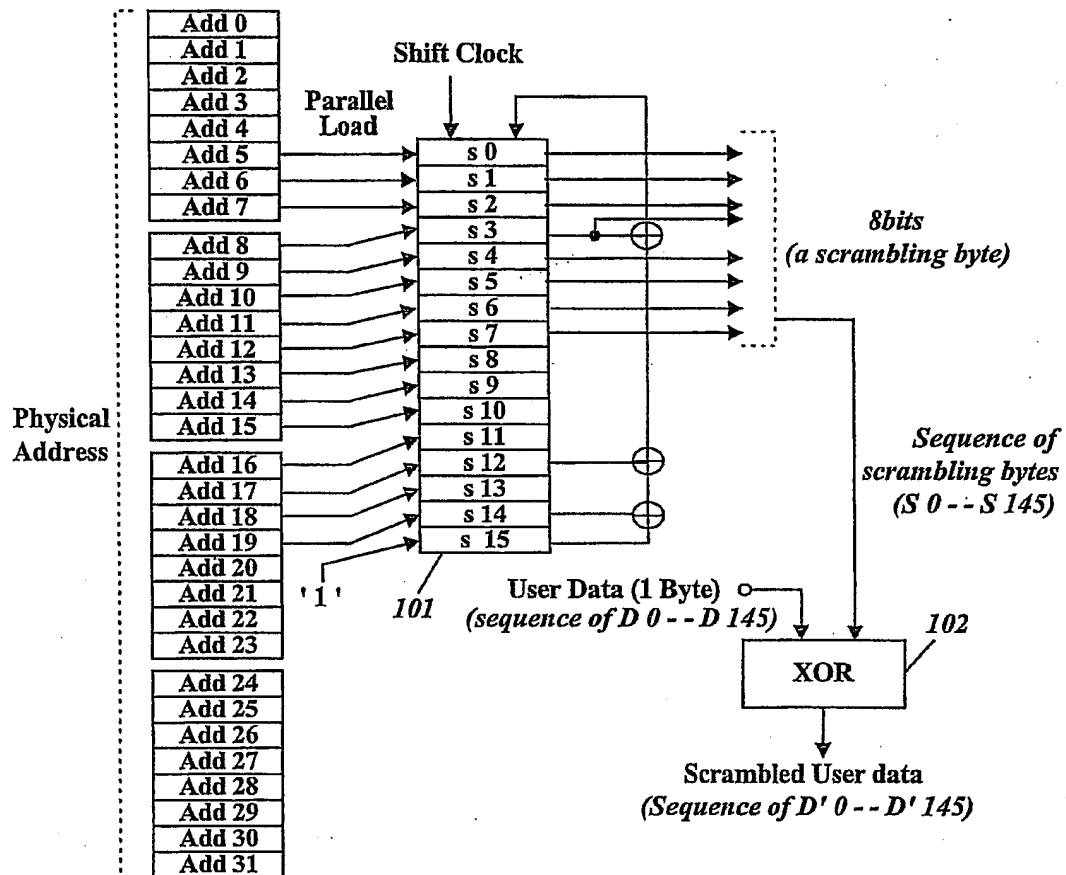 Add 0
Add 1
Add 2
Add 3
Add 4
Add 5
Add 6
Add 7
Add 8
Add 9
Add 10
Add 11
Add 12
Add 13
Add 14
Add 15
Add 16
Add 17
Add 18
Add 19
Add 20
Add 21
Add 22
Add 23
Add 24
Add 25
Add 26
Add 27
Add 28
Add 29
Add 30
Add 31
Physical
Address
Parallel
Load
Shift Clock
s 0
s 1
s 2
s 3
s 4
s 5
s 6
s 7
s 8
s 9
s 10
s 11
s 12
s 13
s 14
s 15
'1'
101
8bits
(a scrambling byte)
Sequence of
scrambling bytes
(S 0 - - S 145)
User Data (1 Byte)
(sequence of D 0 - - D 145)
102
XOR
Scrambled User data
(Sequence of D' 0 - - D' 145)